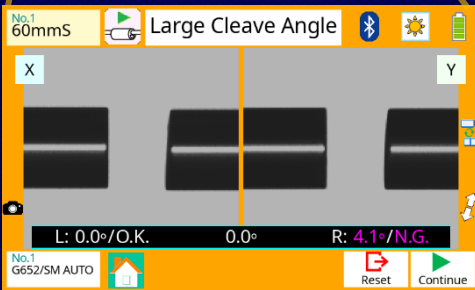 No.1
60mmS
Large Cleave Angle
X
Y
L: 0.0°/O.K.
0.0°
R: 4.1°/N.G.
No.1
G652/SM AUTO
Reset
Continue